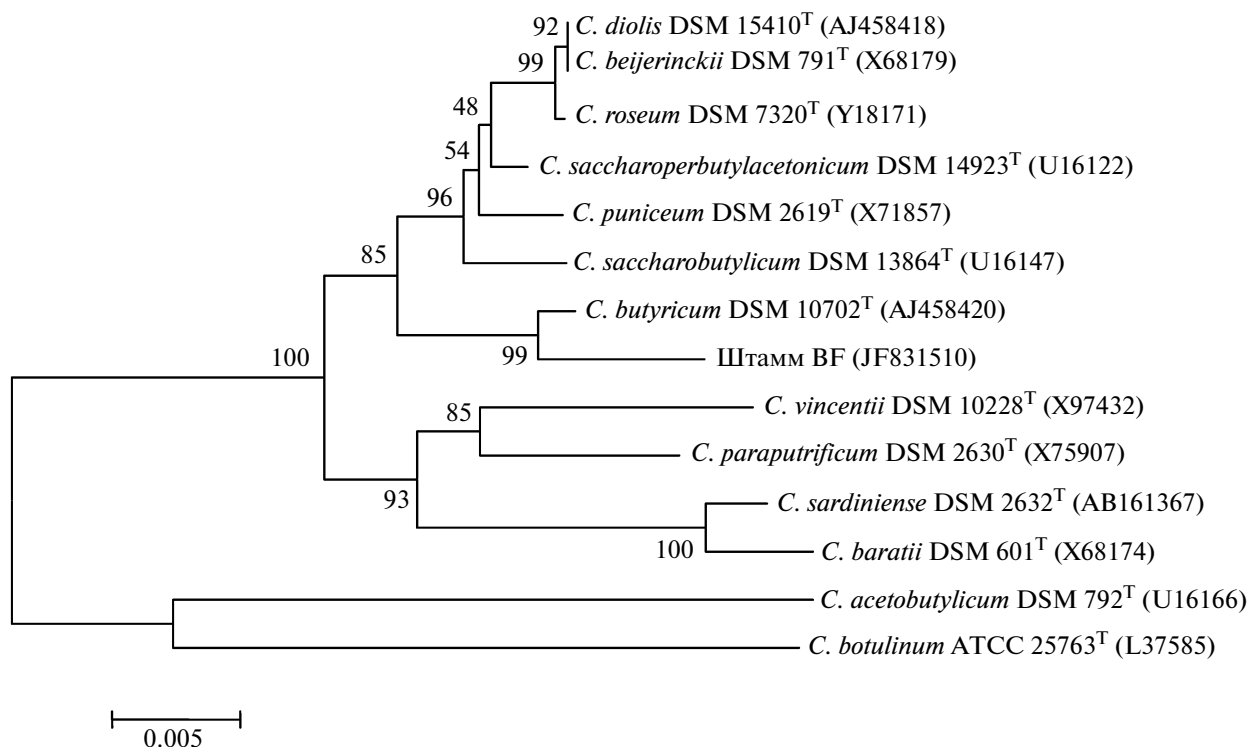 92
C. diolis DSM 15410ᵀ (AJ458418)
99
C. beijerinckii DSM 791ᵀ (X68179)
48
C. roseum DSM 7320ᵀ (Y18171)
54
C. saccharoperbutylacetonicum DSM 14923ᵀ (U16122)
96
C. puniceum DSM 2619ᵀ (X71857)
85
C. saccharobutylicum DSM 13864ᵀ (U16147)
C. butyricum DSM 10702ᵀ (AJ458420)
100
99
Штамм BF (JF831510)
85
C. vincentii DSM 10228ᵀ (X97432)
C. paraputrificum DSM 2630ᵀ (X75907)
93
C. sardiniense DSM 2632ᵀ (AB161367)
100
C. baratii DSM 601ᵀ (X68174)
C. acetobutylicum DSM 792ᵀ (U16166)
C. botulinum ATCC 25763ᵀ (L37585)
0.005